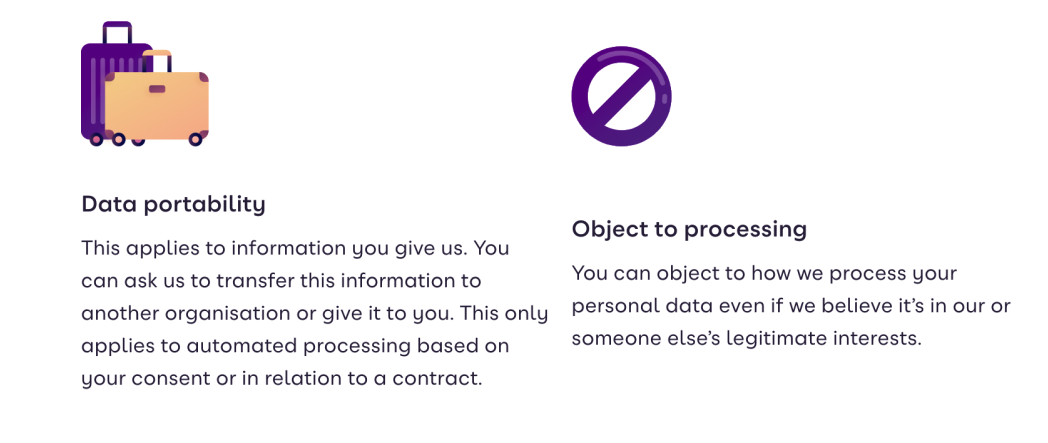 Data portability
This applies to information you give us. You
can ask us to transfer this information to
another organisation or give it to you. This only
applies to automated processing based on
your consent or in relation to a contract.
Object to processing
You can object to how we process your
personal data even if we believe it’s in our or
someone else’s legitimate interests.